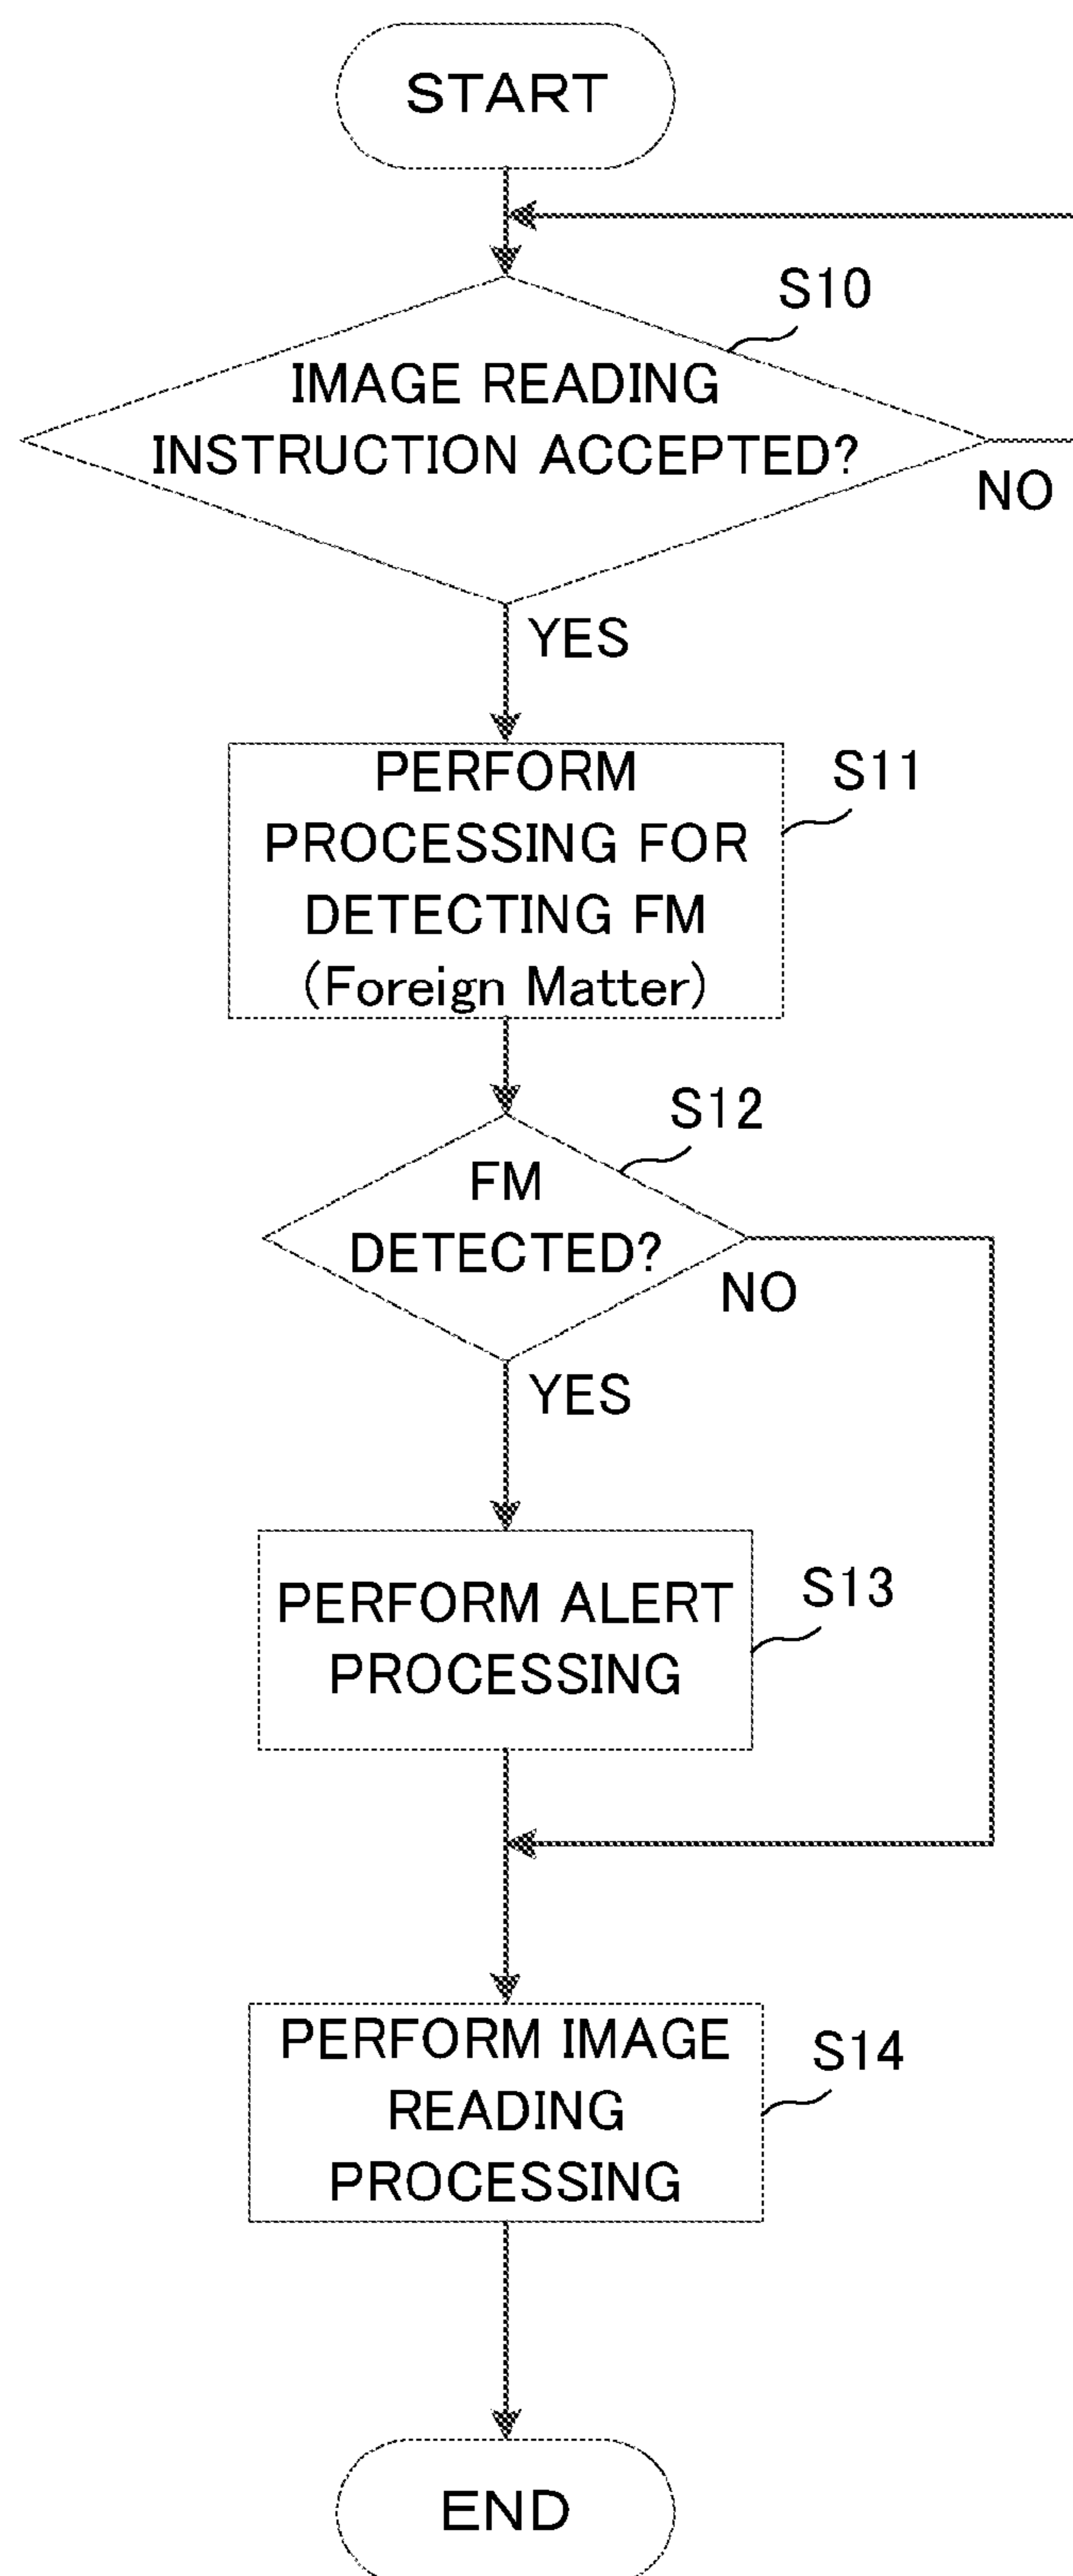 START
S10
IMAGE READING
INSTRUCTION ACCEPTED?
NO
YES
S11
PERFORM
PROCESSING FOR
DETECTING FM
(Foreign Matter)
S12
FM
DETECTED?
NO
YES
S13
PERFORM ALERT
PROCESSING
S14
PERFORM IMAGE
READING
PROCESSING
END